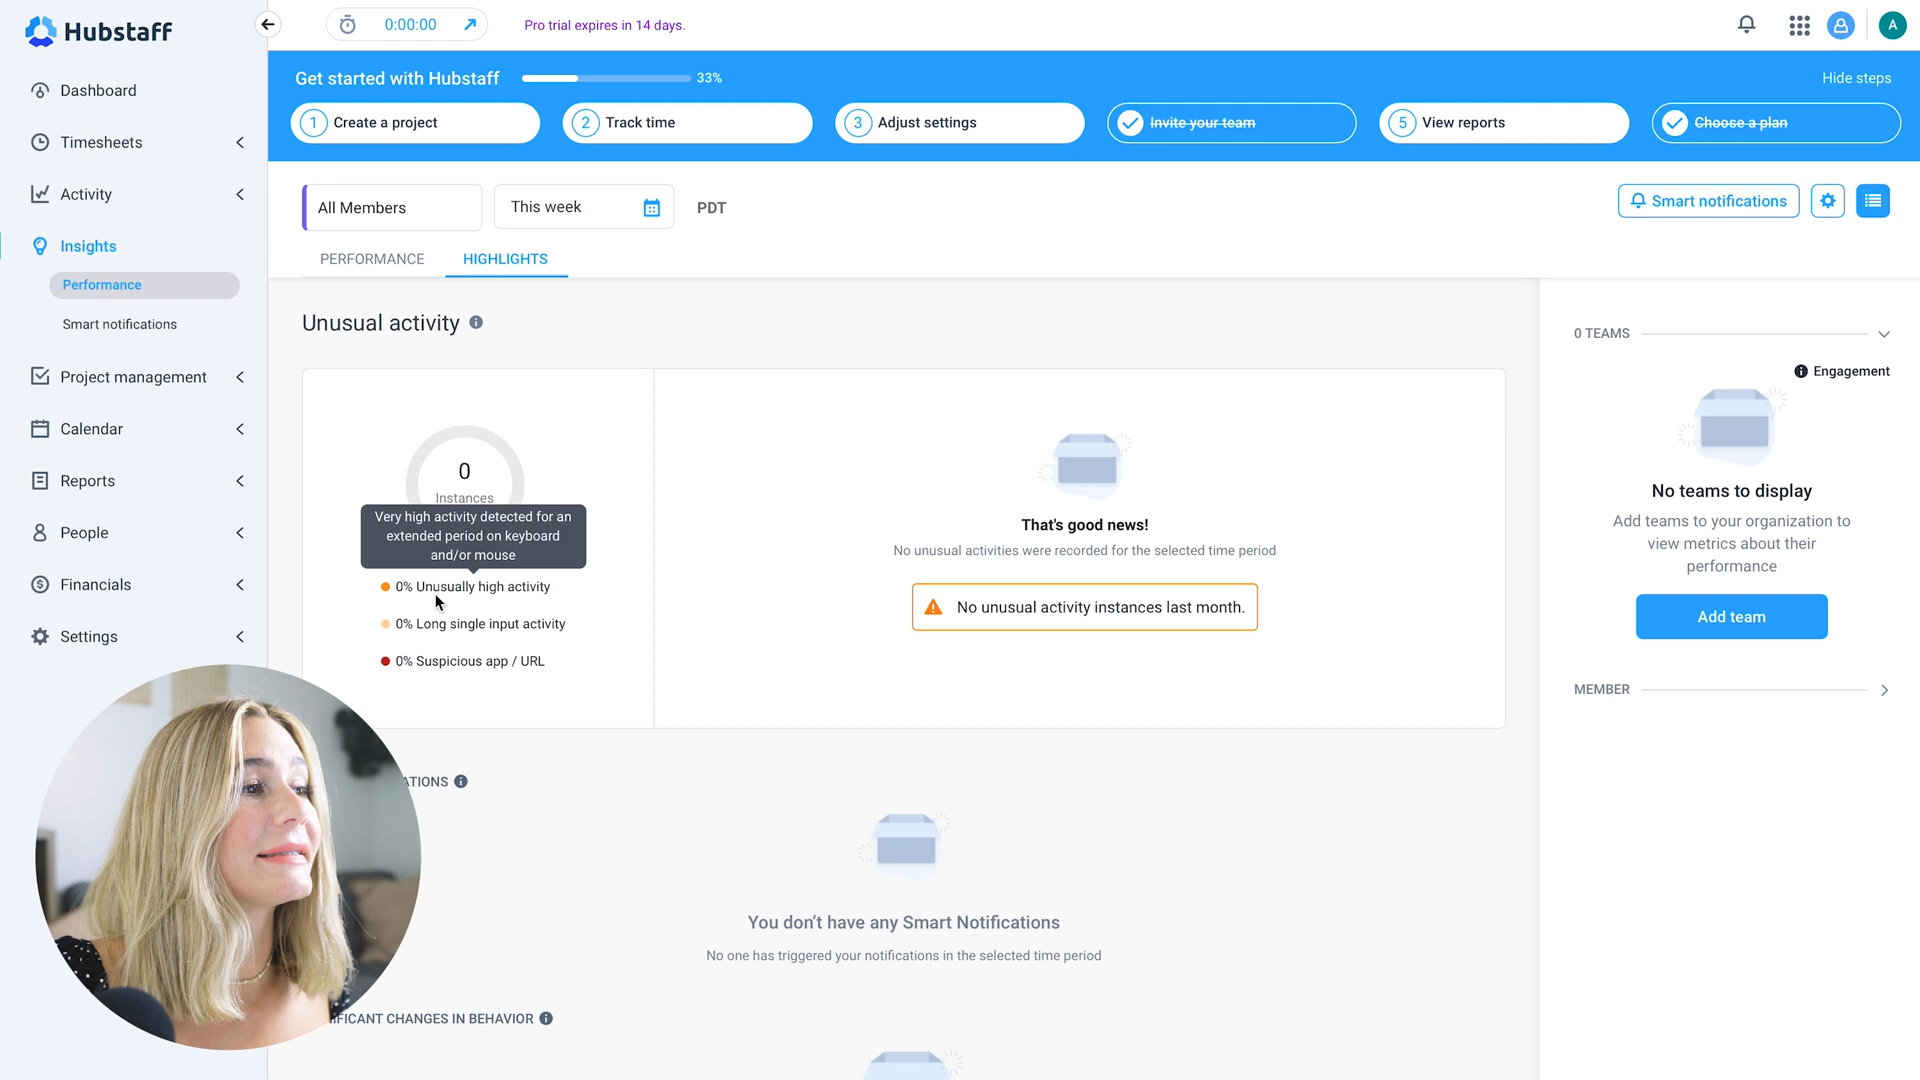 Hubstaff
0:00:00
Pro trial expires in 14 days.
A
Dashboard
Timesheets
Activity
Insights
Performance
Smart notifications
Project management
Calendar
Reports
People
Financials
Settings
Get started with Hubstaff
33%
Hide steps
1 Create a project
2 Track time
3 Adjust settings
Invite your team
5 View reports
Choose a plan
All Members
This week
PDT
Smart notifications
PERFORMANCE
HIGHLIGHTS
Unusual activity
0
Instances
Very high activity detected for an
extended period on keyboard
and/or mouse
0% Unusually high activity
0% Long single input activity
0% Suspicious app / URL
That's good news!
No unusual activities were recorded for the selected time period
No unusual activity instances last month.
0 TEAMS
Engagement
No teams to display
Add teams to your organization to
view metrics about their
performance
Add team
MEMBER
ATIONS
You don't have any Smart Notifications
No one has triggered your notifications in the selected time period
IFICANT CHANGES IN BEHAVIOR